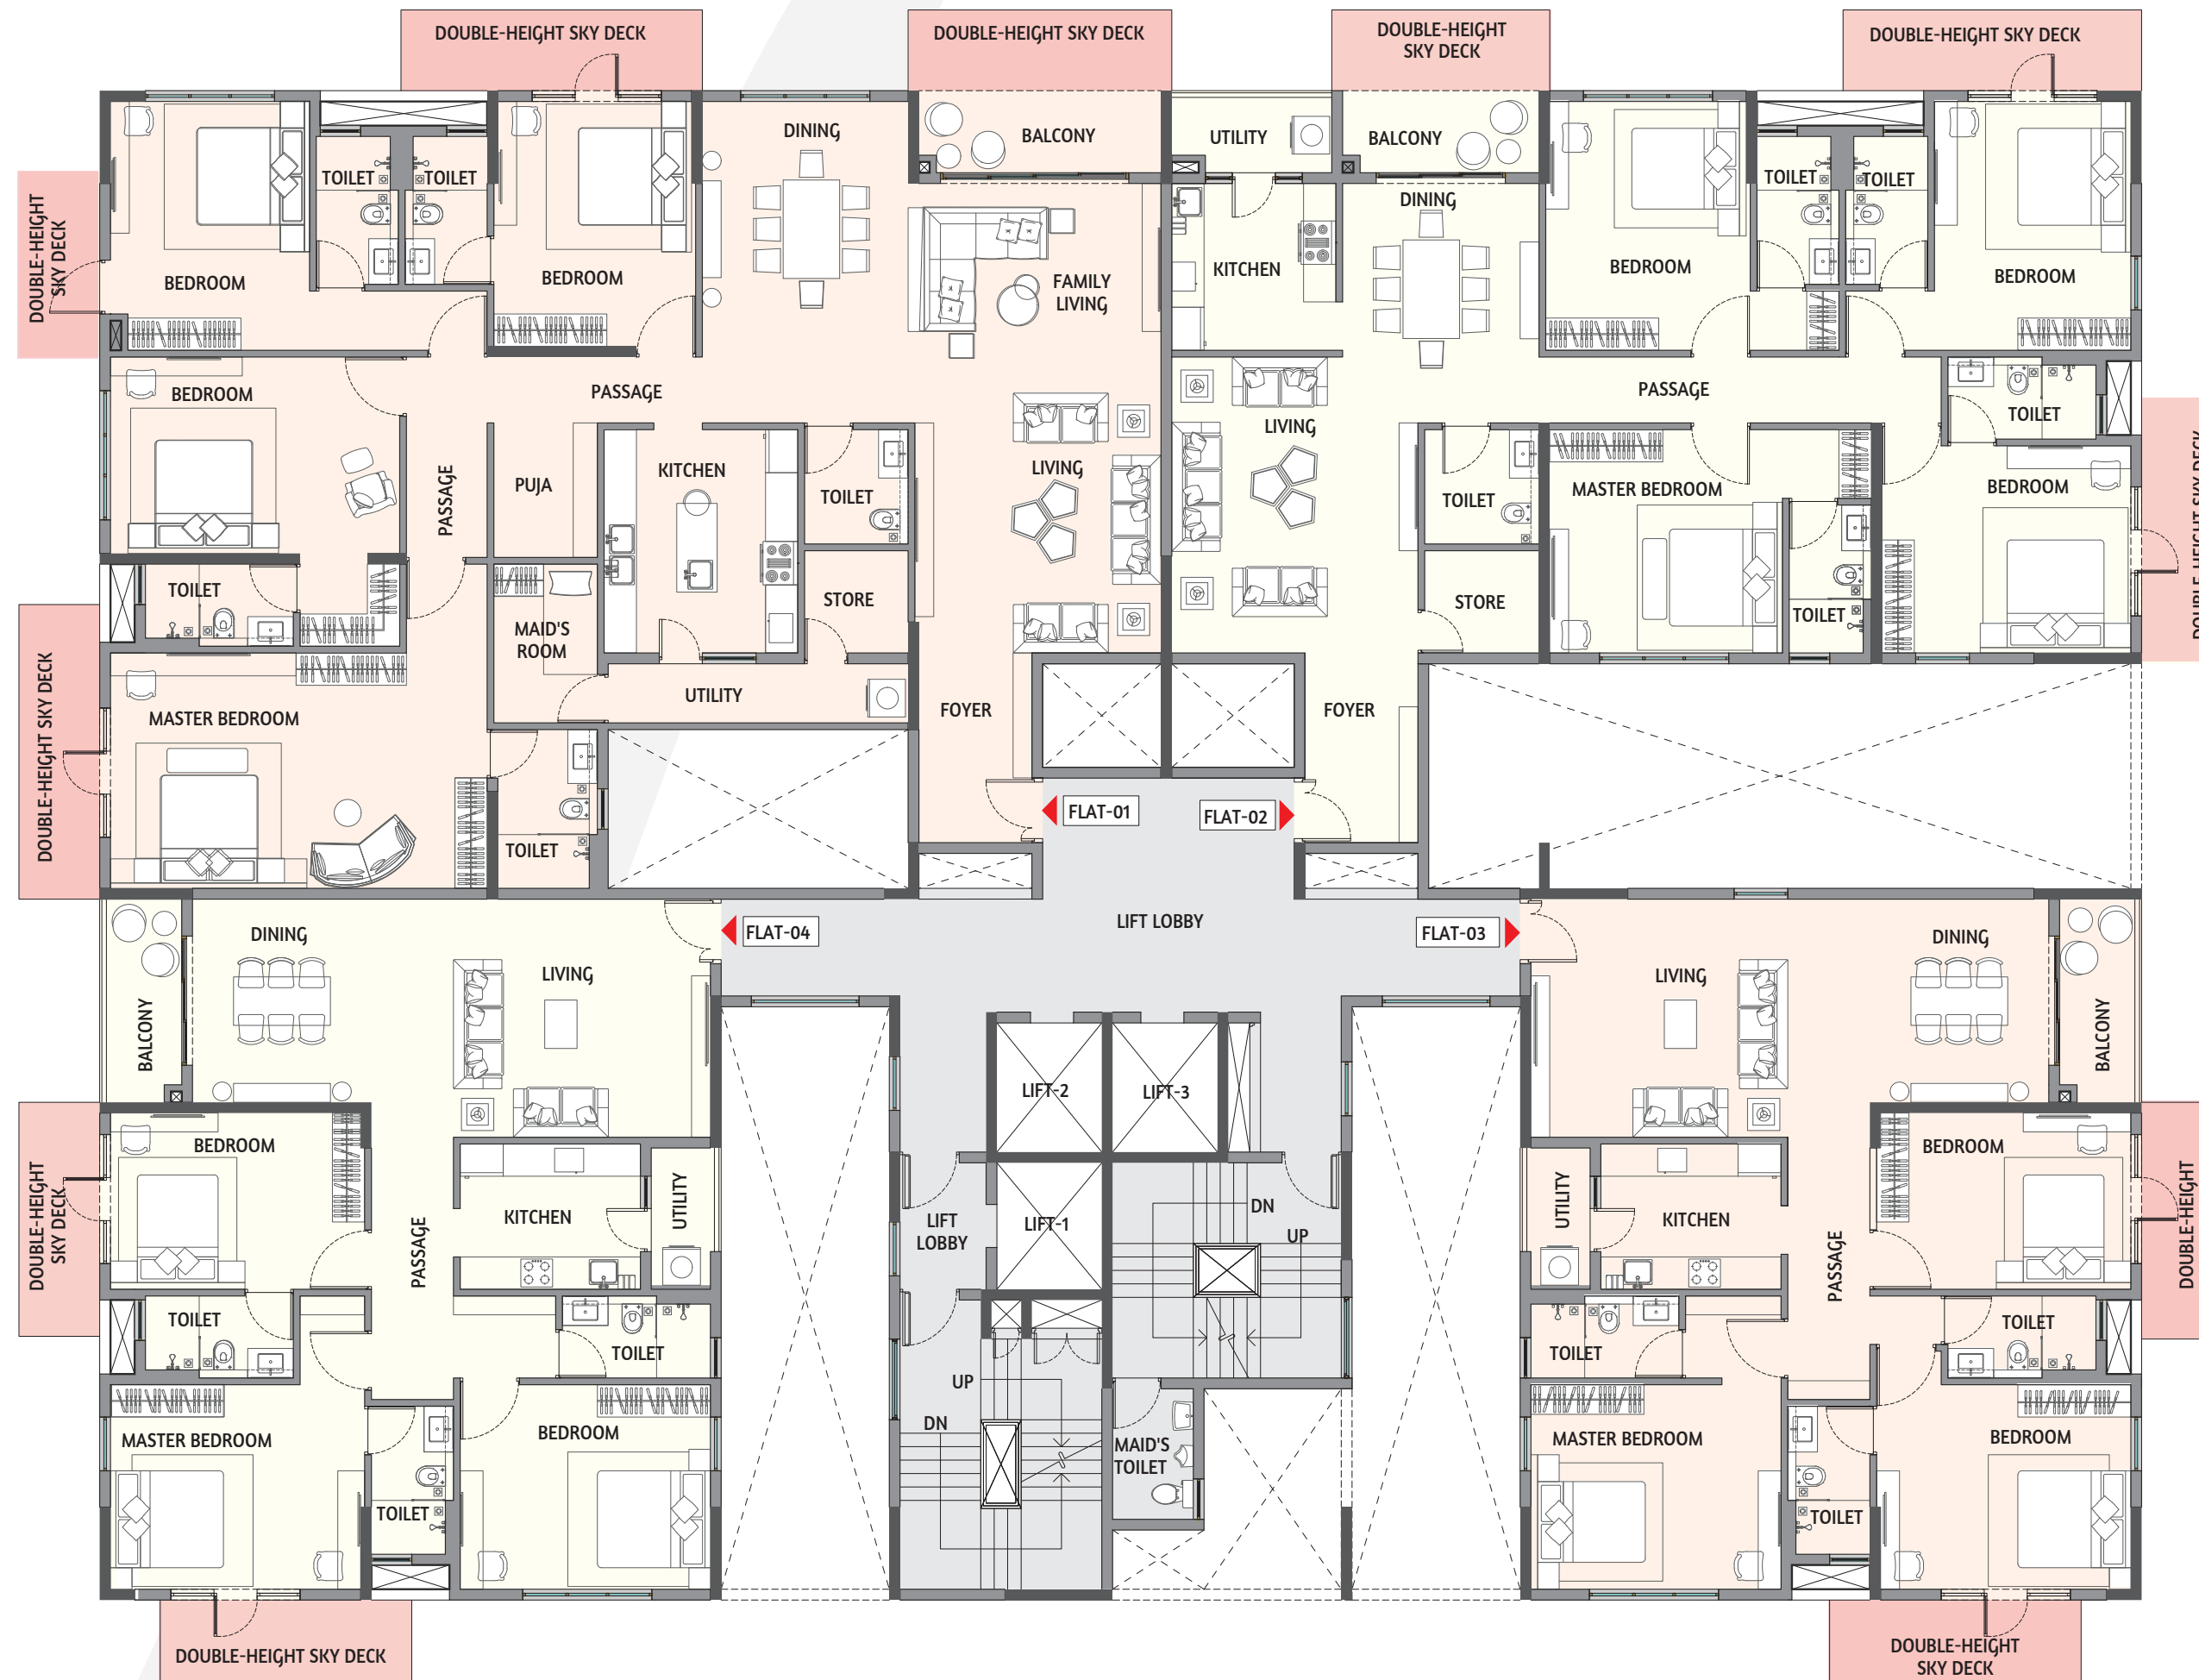 DOUBLE-HEIGHT SKY DECK
DOUBLE-HEIGHT SKY DECK
DOUBLE-HEIGHT
SKY DECK
DOUBLE-HEIGHT SKY DECK
DINING
BALCONY
UTILITY
BALCONY
TOILET
TOILET
TOILET
TOILET
DINING
DOUBLE-HEIGHT
SKY DECK
BEDROOM
BEDROOM
FAMILY
LIVING
KITCHEN
BEDROOM
BEDROOM
BEDROOM
PASSAGE
PASSAGE
TOILET
LIVING
DOUBLE-HEIGHT SKY DECK
PASSAGE
PUJA
KITCHEN
TOILET
LIVING
TOILET
MASTER BEDROOM
BEDROOM
TOILET
STORE
STORE
TOILET
MAID'S
ROOM
UTILITY
DOUBLE-HEIGHT SKY DECK
MASTER BEDROOM
FOYER
FOYER
FLAT-01
FLAT-02
TOILET
LIFT LOBBY
FLAT-04
FLAT-03
DINING
LIVING
BALCONY
LIVING
DINING
BALCONY
LIFT-2
LIFT-3
BEDROOM
BEDROOM
DOUBLE-HEIGHT
SKY DECK
PASSAGE
KITCHEN
UTILITY
LIFT
LOBBY
LIFT-1
DN
UP
UTILITY
KITCHEN
PASSAGE
DOUBLE-HEIGHT
TOILET
TOILET
TOILET
TOILET
UP
DN
MASTER BEDROOM
BEDROOM
MAID'S
TOILET
MASTER BEDROOM
BEDROOM
TOILET
TOILET
DOUBLE-HEIGHT SKY DECK
DOUBLE-HEIGHT
SKY DECK